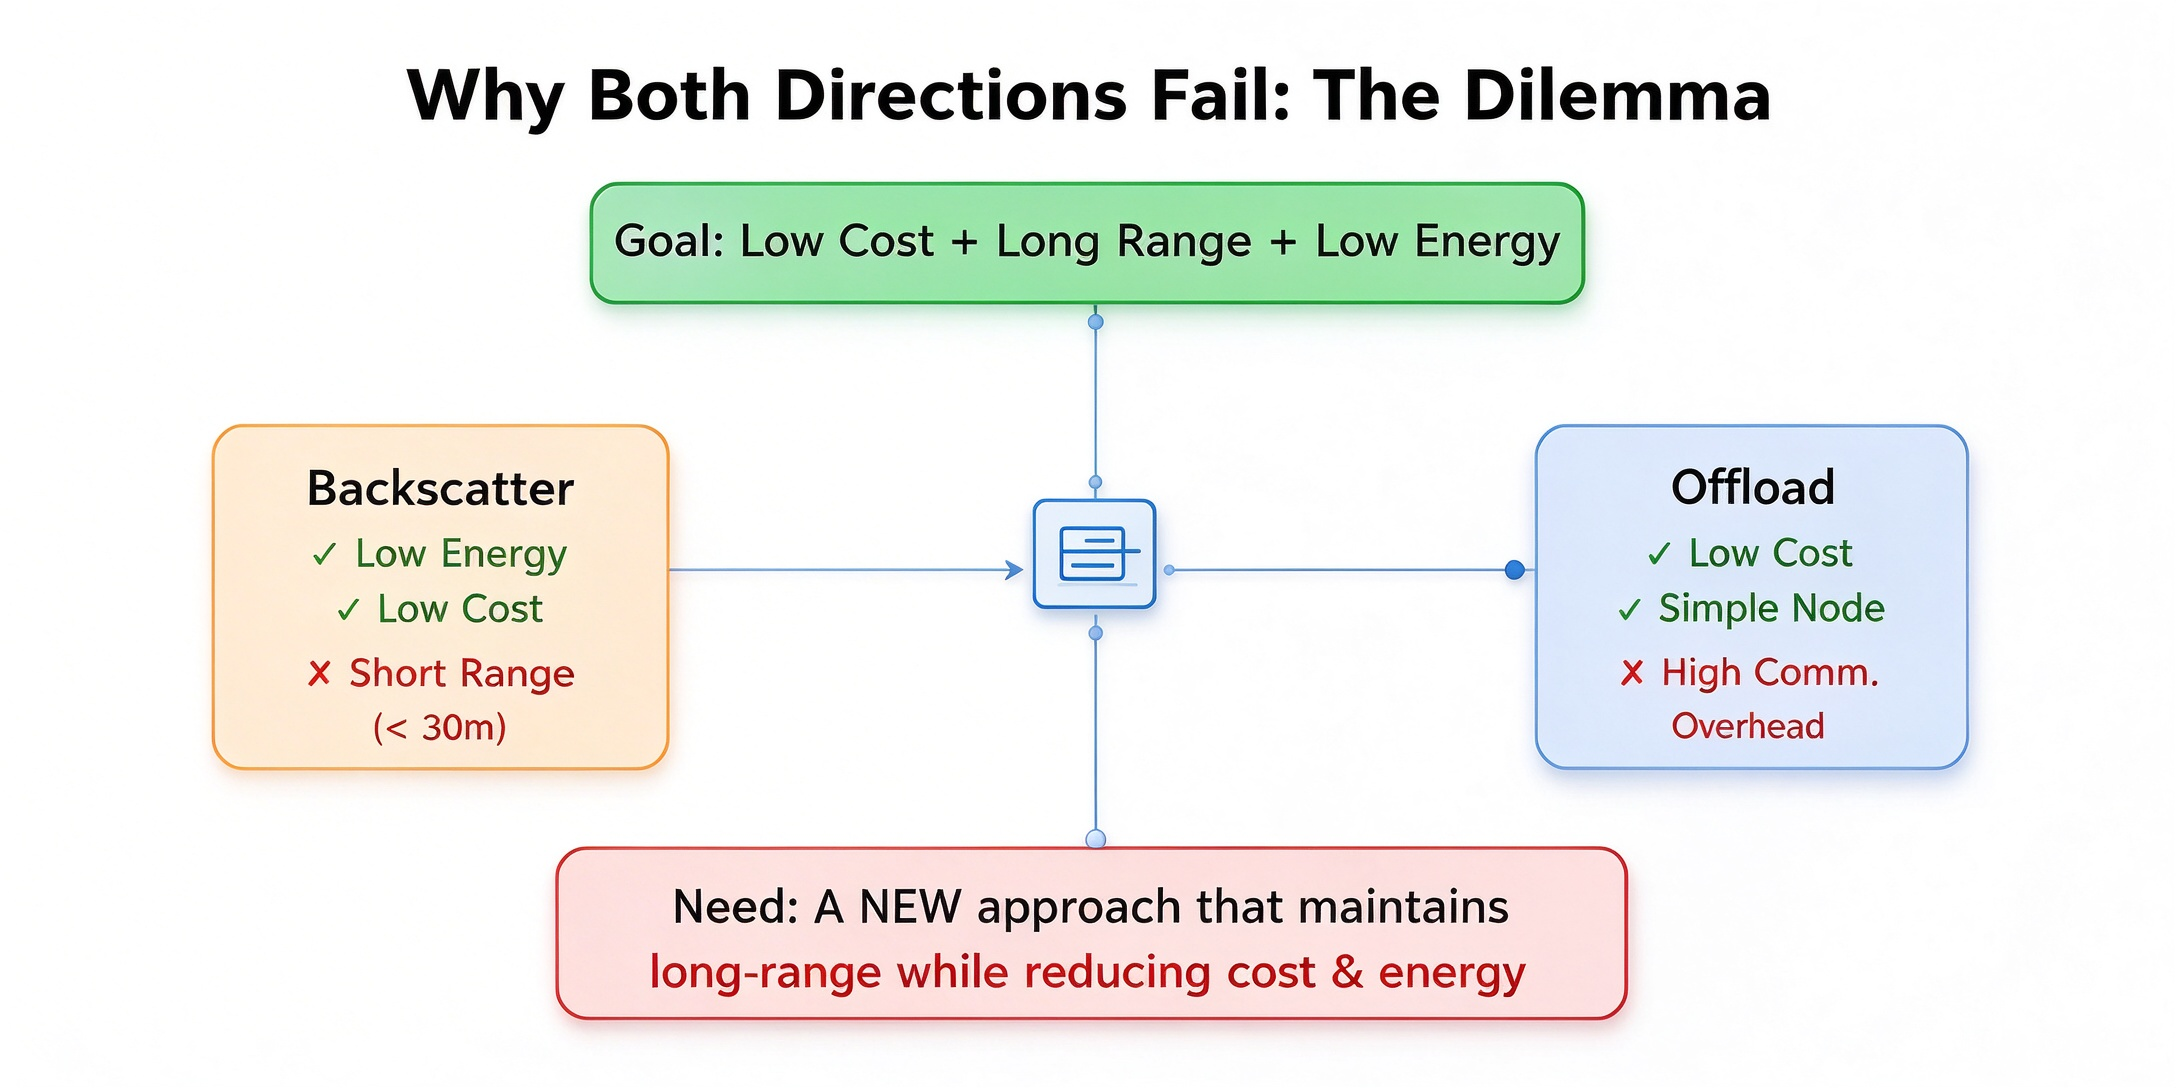 Why Both Directions Fail: The Dilemma
Goal: Low Cost + Long Range + Low Energy
Backscatter
✓ Low Energy
✓ Low Cost
✗ Short Range
(< 30m)
Offload
✓ Low Cost
✓ Simple Node
✗ High Comm.
Overhead
Need: A NEW approach that maintains
long-range while reducing cost & energy